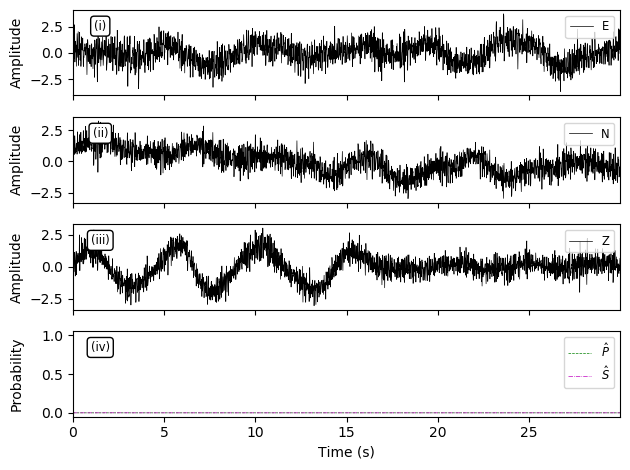 (i)
E
Amplitude
2.5
0.0
−2.5
(ii)
N
Amplitude
2.5
0.0
−2.5
(iii)
Z
Amplitude
2.5
0.0
−2.5
(iv)
P̂
Ŝ
Probability
1.0
0.5
0.0
0 5 10 15 20 25
Time (s)